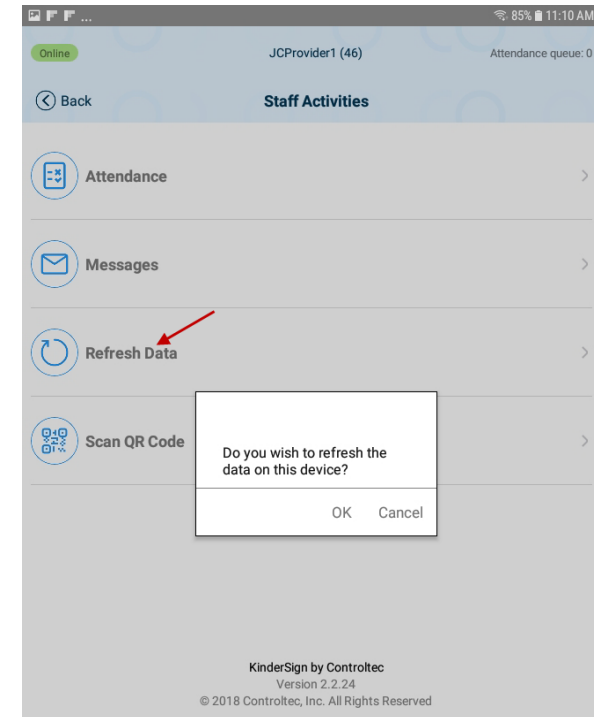 ... 85% 11:10 AM
Online JCProvider1 (46) Attendance queue: 0
Back Staff Activities
Attendance
Messages
Refresh Data
Scan QR Code
Do you wish to refresh the
data on this device?
OK Cancel
KinderSign by Controltec
Version 2.2.24
© 2018 Controltec, Inc. All Rights Reserved